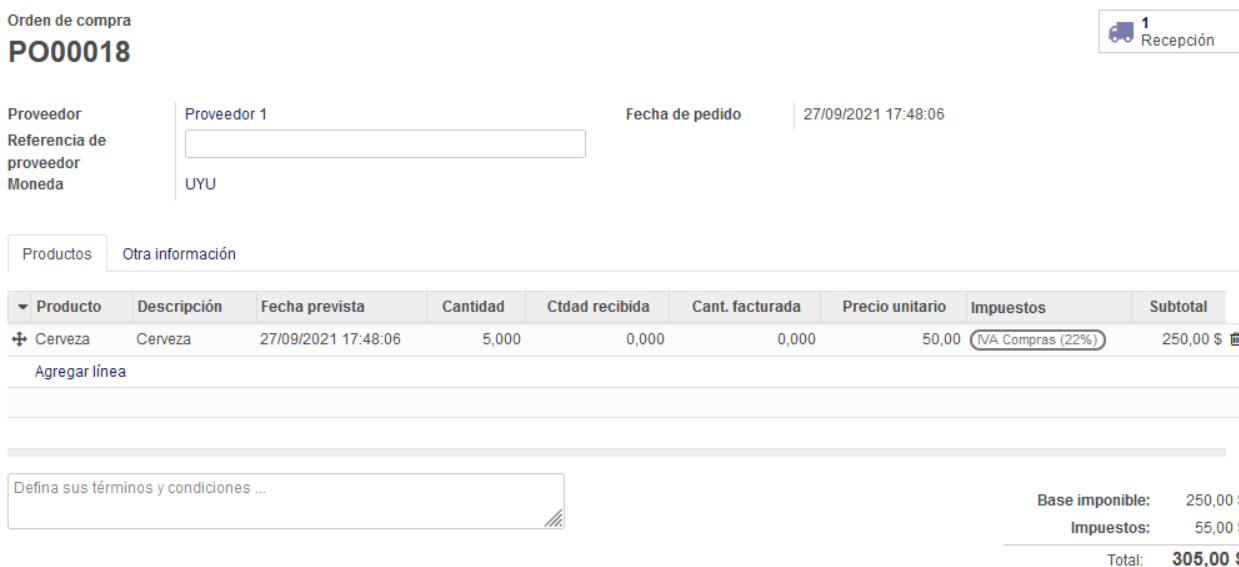 Orden de compra
PO00018
1
Recepción
Proveedor Proveedor 1 Fecha de pedido 27/09/2021 17:48:06
Referencia de
proveedor
Moneda UYU
Productos Otra información
Producto Descripción Fecha prevista Cantidad Ctdad recibida Cant. facturada Precio unitario Impuestos Subtotal
Cerveza Cerveza 27/09/2021 17:48:06 5,000 0,000 0,000 50,00 IVA Compras (22%) 250,00 $
Agregar línea
Defina sus términos y condiciones ...
Base imponible: 250,00 $
Impuestos: 55,00 $
Total: 305,00 $